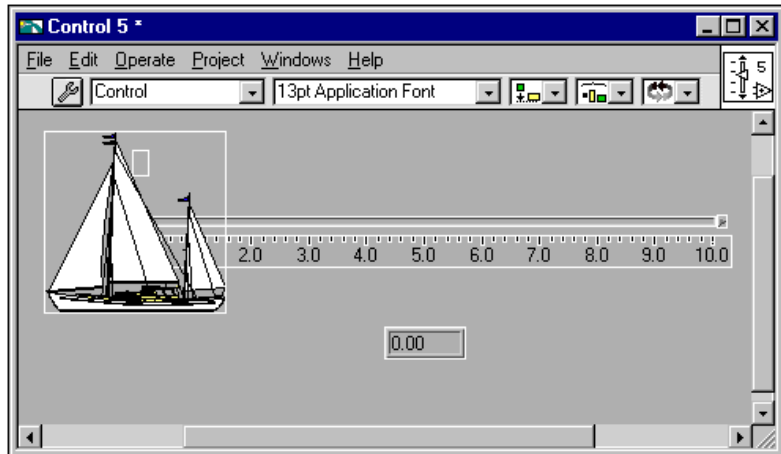 Control 5 *
File Edit Operate Project Windows Help
Control 13pt Application Font 5
2.0 3.0 4.0 5.0 6.0 7.0 8.0 9.0 10.0
0.00